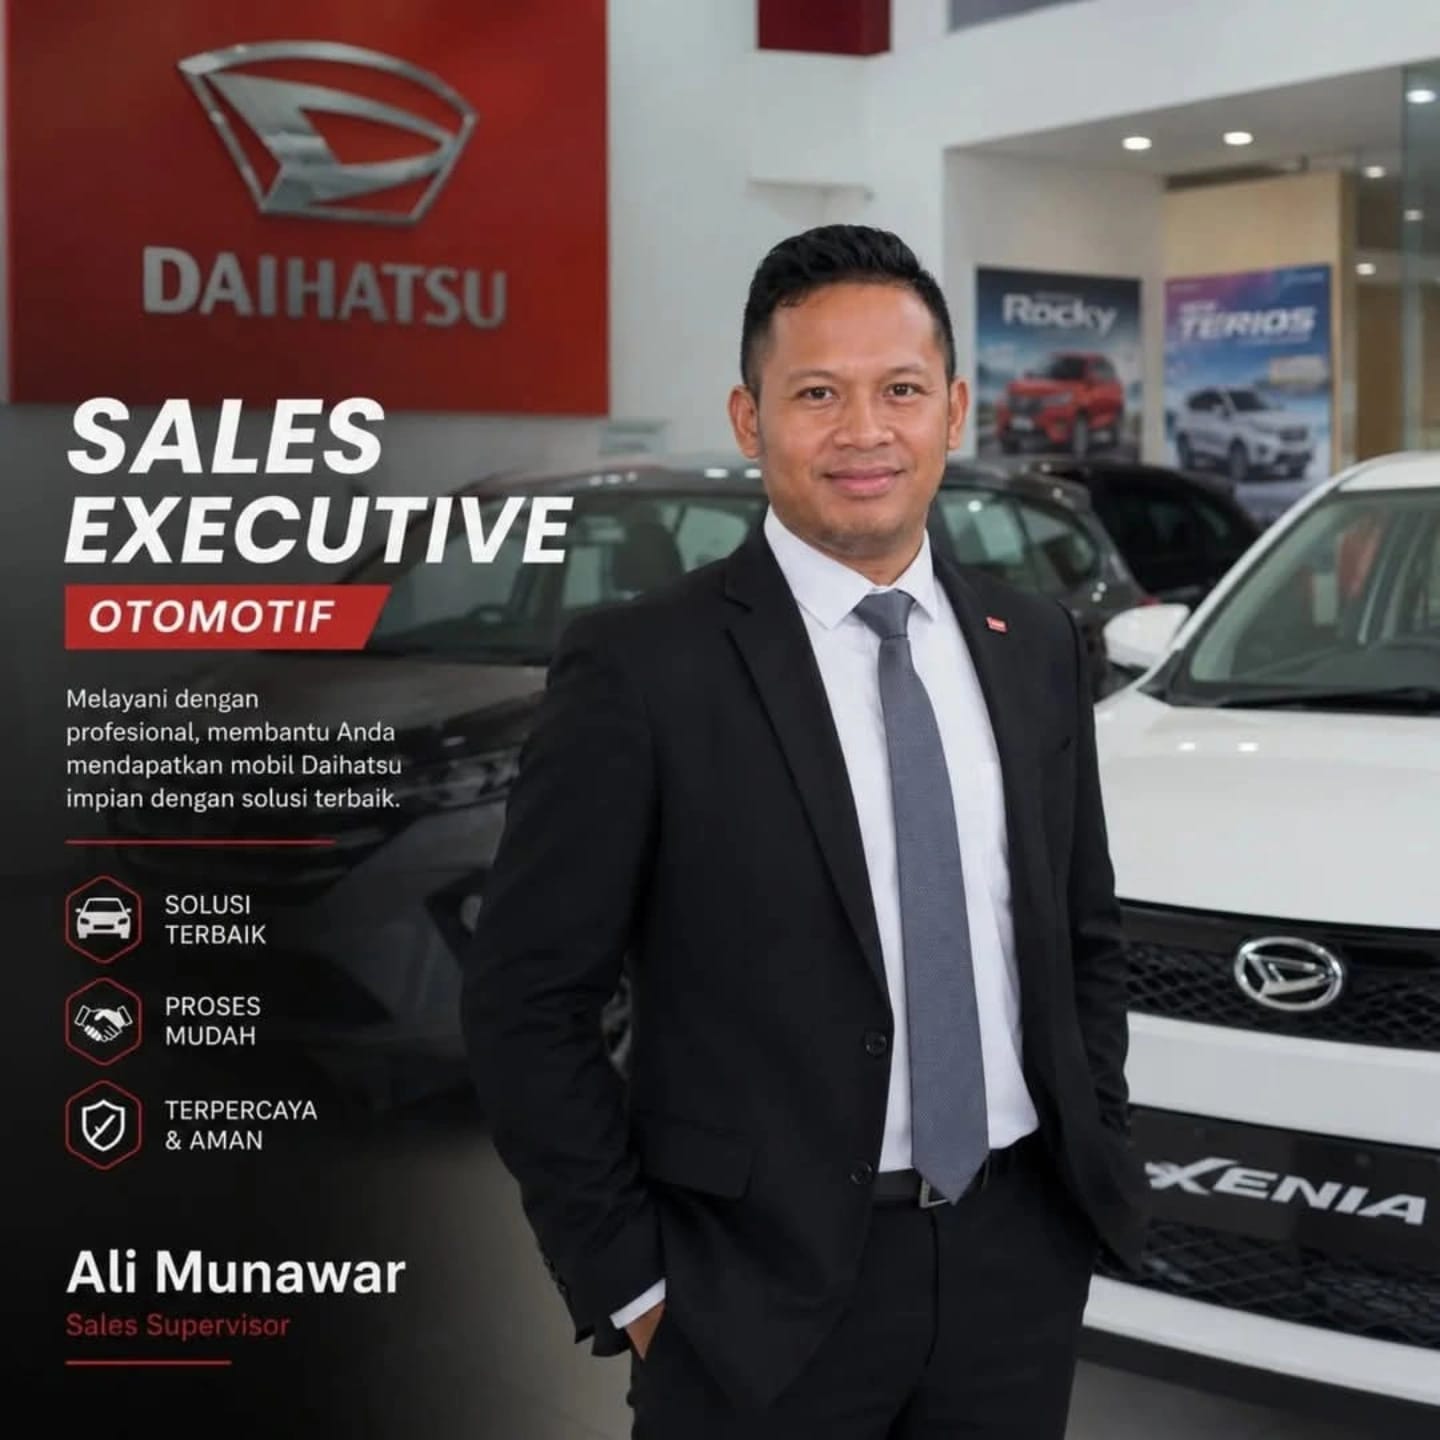 DAIHATSU
Rocky
TERIOS
SALES
EXECUTIVE
OTOMOTIF
Melayani dengan
profesional, membantu Anda
mendapatkan mobil Daihatsu
impian dengan solusi terbaik.
SOLUSI
TERBAIK
PROSES
MUDAH
TERPERCAYA
& AMAN
XENIA
Ali Munawar
Sales Supervisor